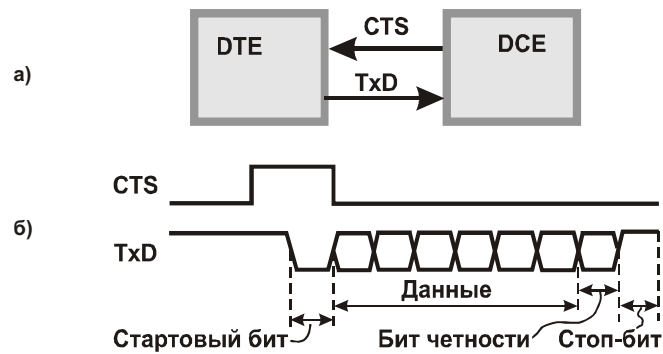 а)
DTE
CTS
DCE
TxD
CTS
б)
TxD
Данные
Стартовый бит
Бит четности
Стоп-бит